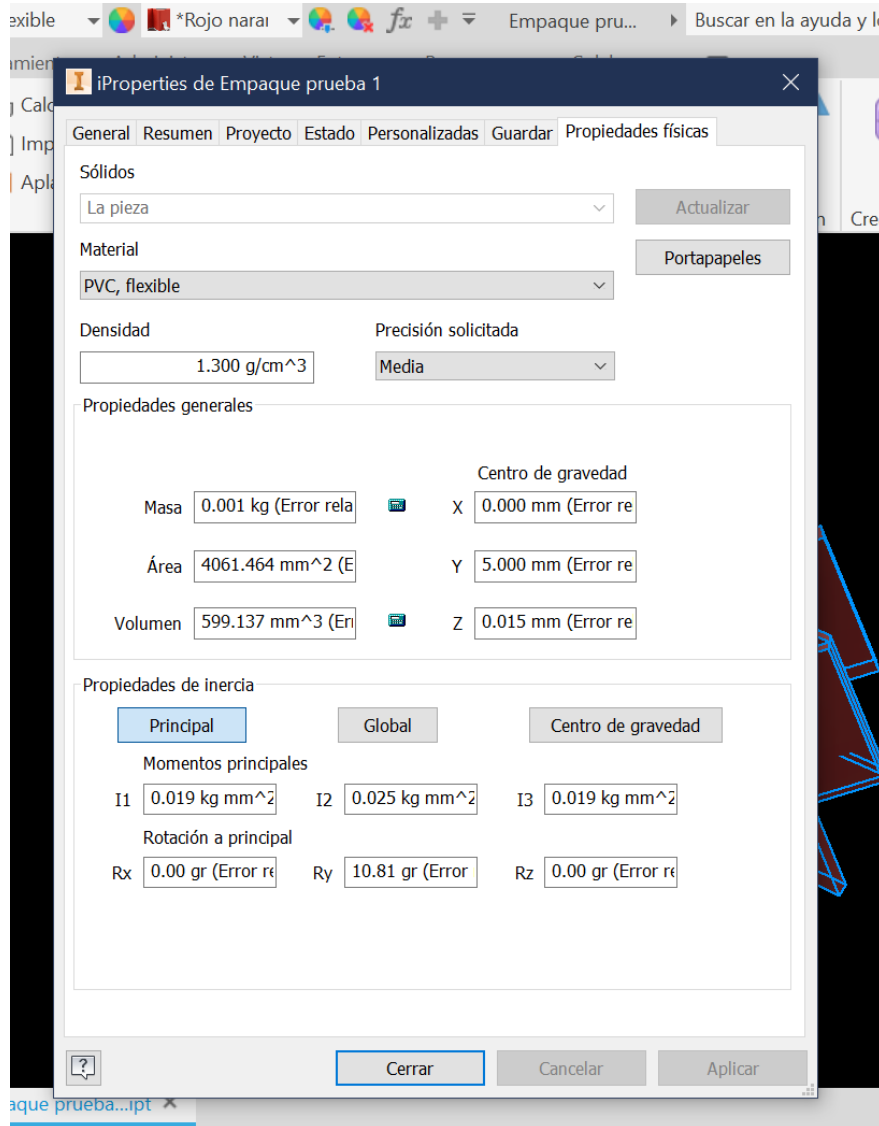 exible *Rojo narar fx Empaque pru... Buscar en la ayuda y l
iProperties de Empaque prueba 1
Calc
Imp
Apla
Cre
General Resumen Proyecto Estado Personalizadas Guardar Propiedades físicas
Sólidos
La pieza Actualizar
Material Portapapeles
PVC, flexible
Densidad Precisión solicitada
1.300 g/cm^3 Media
Propiedades generales
Centro de gravedad
Masa 0.001 kg (Error rela X 0.000 mm (Error re
Área 4061.464 mm^2 (E Y 5.000 mm (Error re
Volumen 599.137 mm^3 (Err Z 0.015 mm (Error re
Propiedades de inercia
Principal Global Centro de gravedad
Momentos principales
I1 0.019 kg mm^2 I2 0.025 kg mm^2 I3 0.019 kg mm^2
Rotación a principal
Rx 0.00 gr (Error re Ry 10.81 gr (Error Rz 0.00 gr (Error re
? Cerrar Cancelar Aplicar
aque prueba...ipt